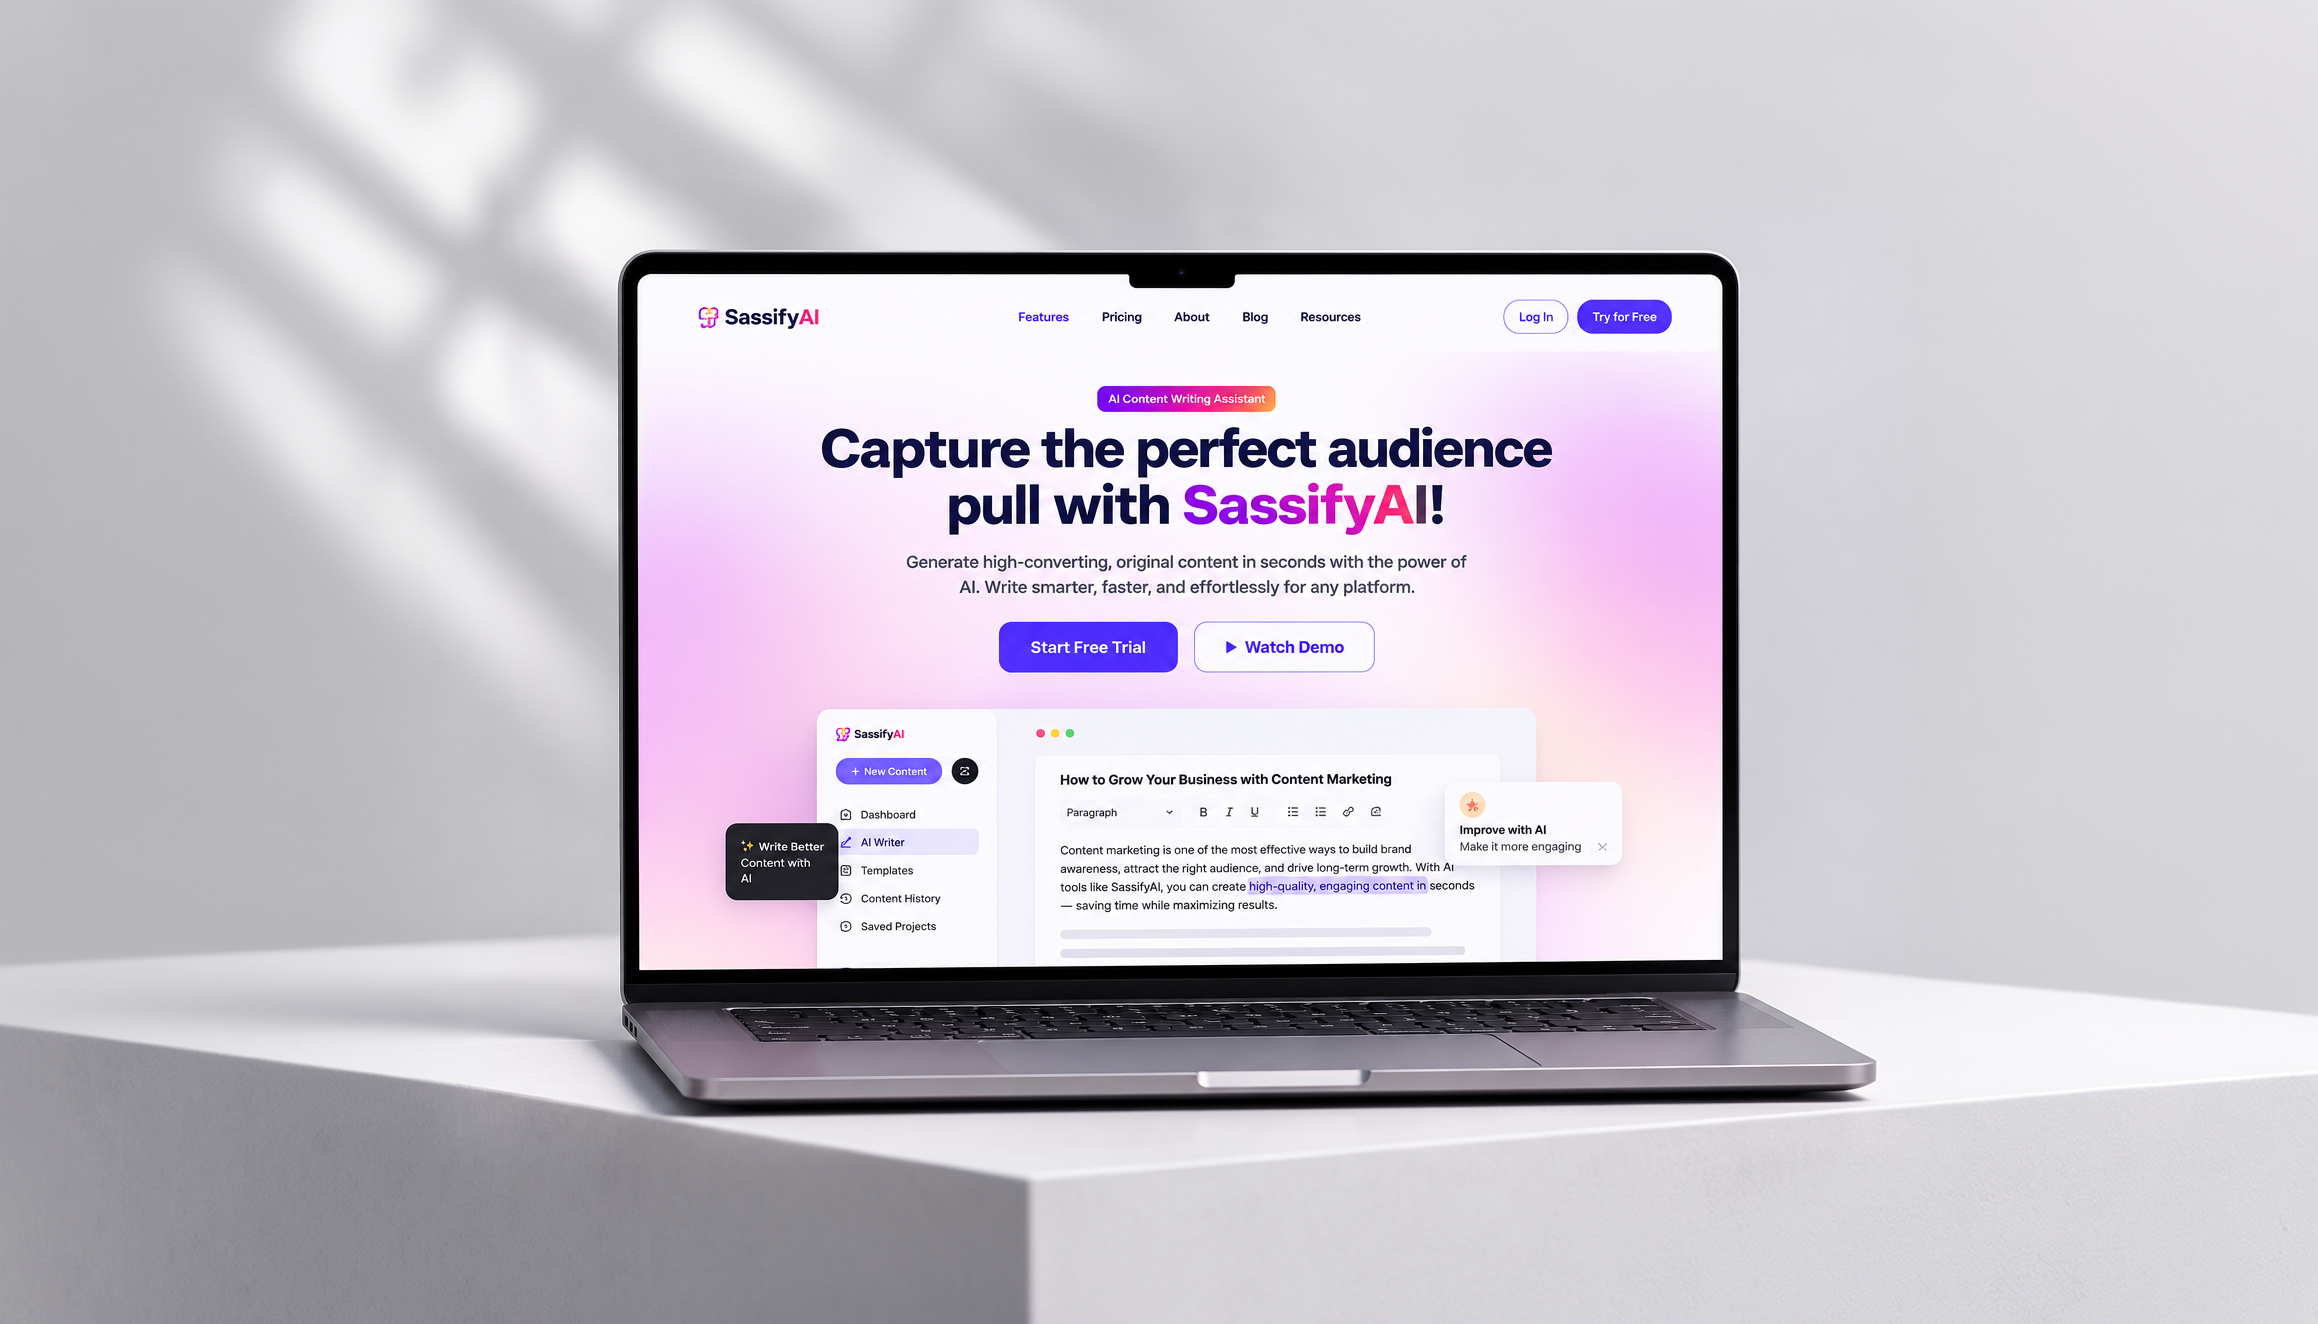 SassifyAI
Features Pricing About Blog Resources
Log In
Try for Free
AI Content Writing Assistant
Capture the perfect audience
pull with SassifyAI!
Generate high-converting, original content in seconds with the power of
AI. Write smarter, faster, and effortlessly for any platform.
Start Free Trial
Watch Demo
SassifyAI
+ New Content
Dashboard
AI Writer
Templates
Content History
Saved Projects
✨ Write Better
Content with
AI
How to Grow Your Business with Content Marketing
Paragraph
B I U
Content marketing is one of the most effective ways to build brand
awareness, attract the right audience, and drive long-term growth. With AI
tools like SassifyAI, you can create high-quality, engaging content in seconds
— saving time while maximizing results.
Improve with AI
Make it more engaging